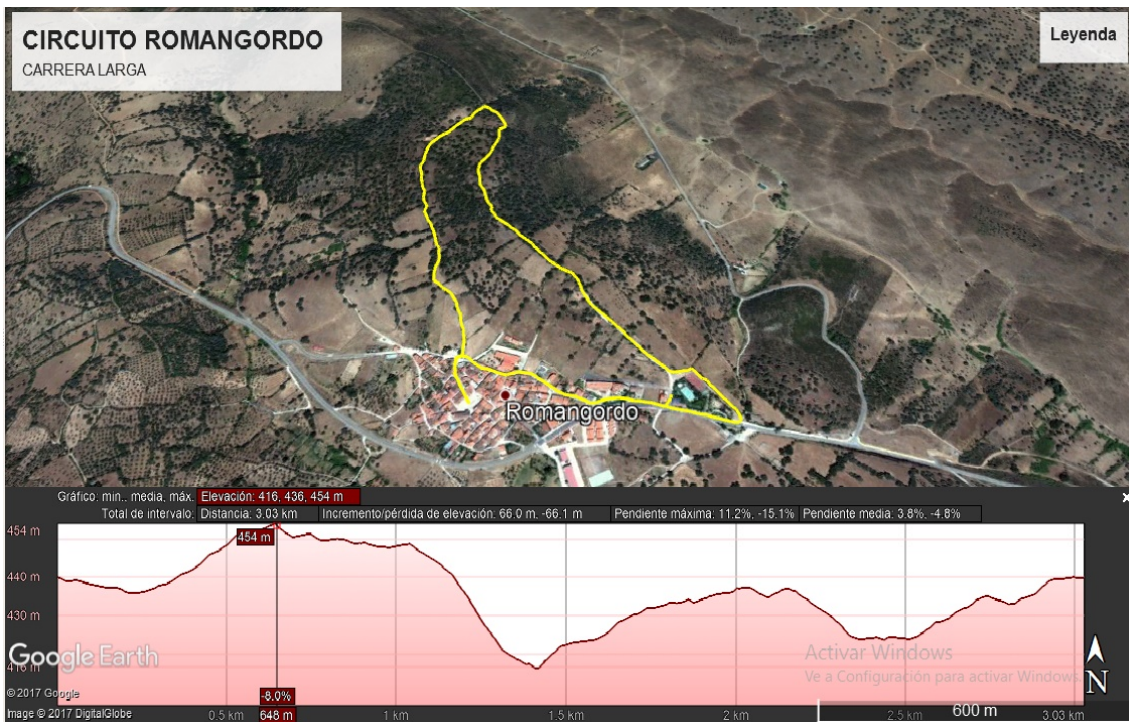 CIRCUITO ROMANGORDO
CARRERA LARGA
Leyenda
Romangordo
Gráfico: min., media, máx. Elevación: 416, 436, 454 m
Total de intervalo: Distancia: 3.03 km Incremento/pérdida de elevación: 66.0 m, -66.1 m Pendiente máxima: 11.2%, -15.1% Pendiente media: 3.8%, -4.8%
454 m
454 m
440 m
430 m
416 m
Google Earth
Activar Windows
Ve a Configuración para activar Windows.
N
© 2017 Google
-8.0%
Image © 2017 DigitalGlobe
0.5 km
648 m
1 km
1.5 km
2 km
2.5 km
600 m
3.03 km